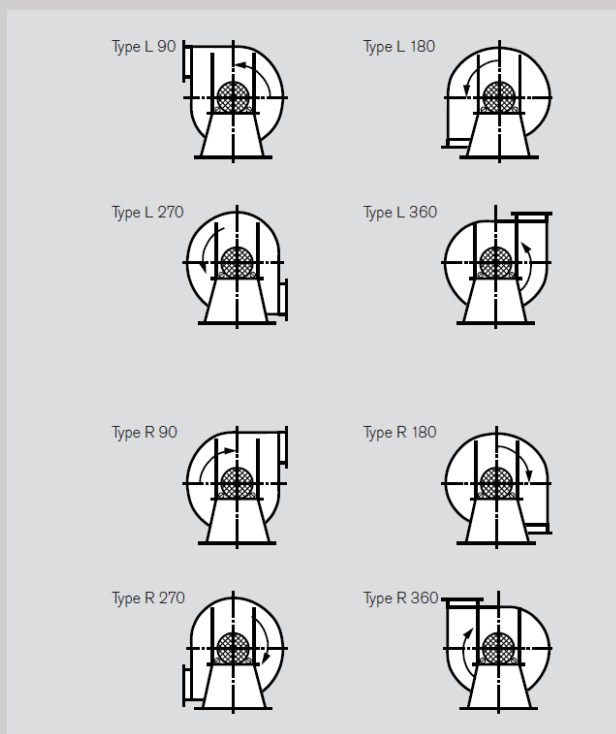 Type L 90
Type L 180
Type L 270
Type L 360
Type R 90
Type R 180
Type R 270
Type R 360